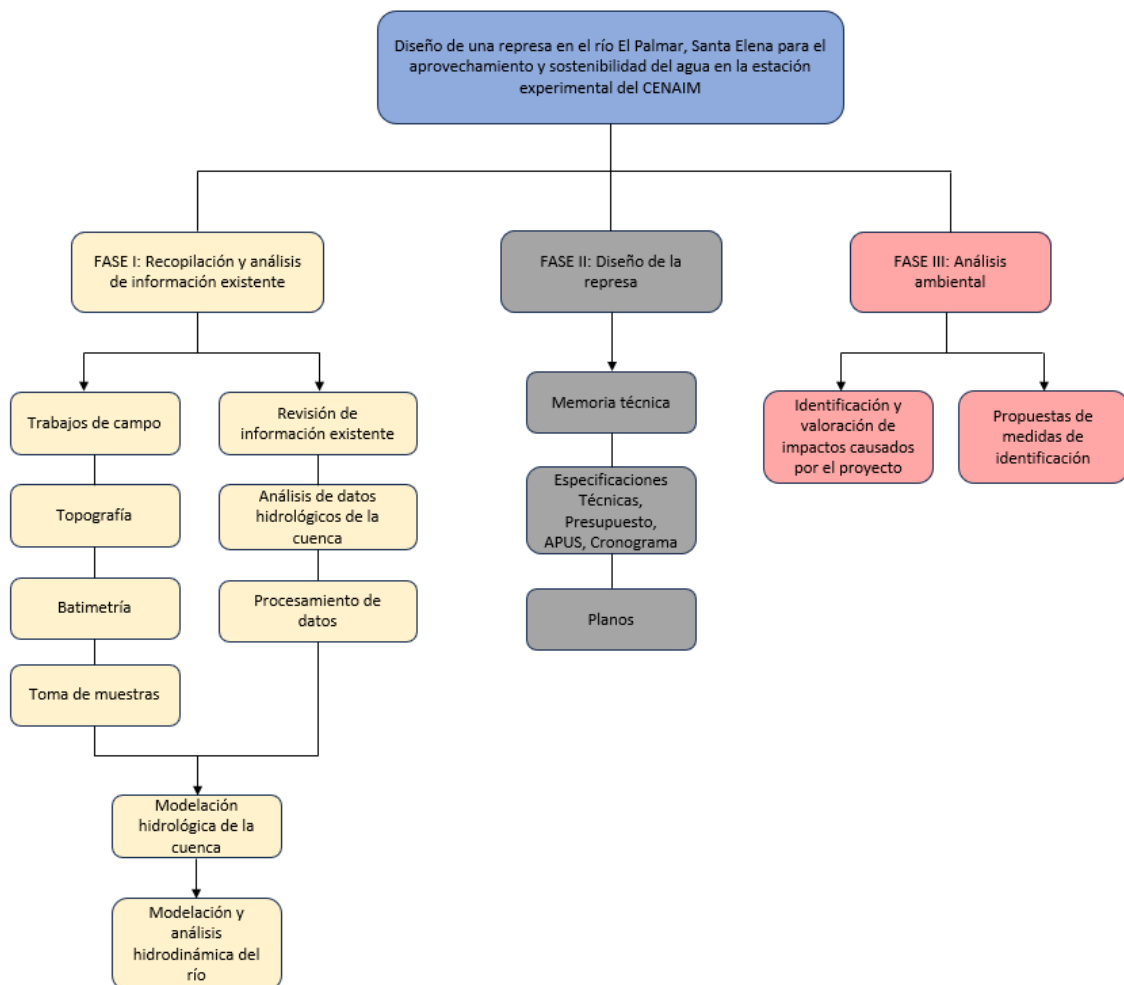 Diseño de una represa en el río El Palmar, Santa Elena para el
aprovechamiento y sostenibilidad del agua en la estación
experimental del CENAIM
FASE I: Recopilación y análisis
de información existente
FASE II: Diseño de la
represa
FASE III: Análisis
ambiental
Trabajos de campo
Revisión de
información existente
Memoria técnica
Identificación y
valoración de
impactos causados
por el proyecto
Propuestas de
medidas de
identificación
Topografía
Análisis de datos
hidrológicos de la
cuenca
Especificaciones
Técnicas,
Presupuesto,
APUS, Cronograma
Batimetría
Procesamiento de
datos
Planos
Toma de muestras
Modelación
hidrológica de la
cuenca
Modelación y
análisis
hidrodinámica del
río